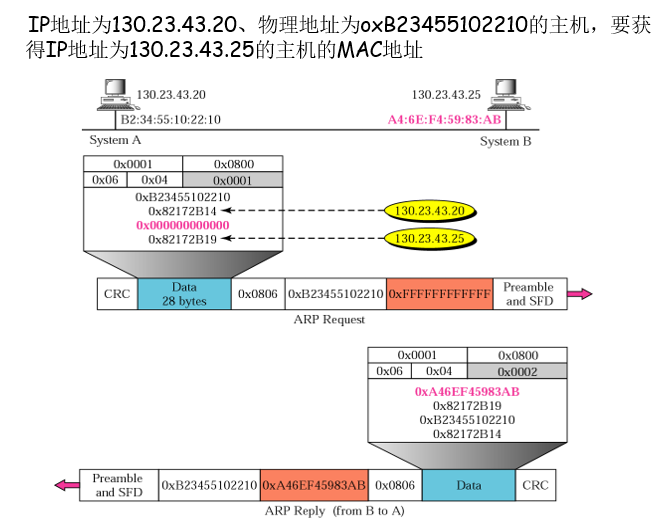 IP地址为130.23.43.20、物理地址为oxB23455102210的主机，要获
得IP地址为130.23.43.25的主机的MAC地址
130.23.43.20
130.23.43.25
B2:34:55:10:22:10
A4:6E:F4:59:83:AB
System A
System B
0x0001
0x0800
0x06
0x04
0x0001
0xB23455102210
0x82172B14
130.23.43.20
0x000000000000
0x82172B19
130.23.43.25
CRC
Data
28 bytes
0x0806
0xB23455102210
0xFFFFFFFFFFFF
Preamble
and SFD
ARP Request
0x0001
0x0800
0x06
0x04
0x0002
0xA46EF45983AB
0x82172B19
0xB23455102210
0x82172B14
Preamble
and SFD
0xB23455102210
0xA46EF45983AB
0x0806
Data
CRC
ARP Reply (from B to A)